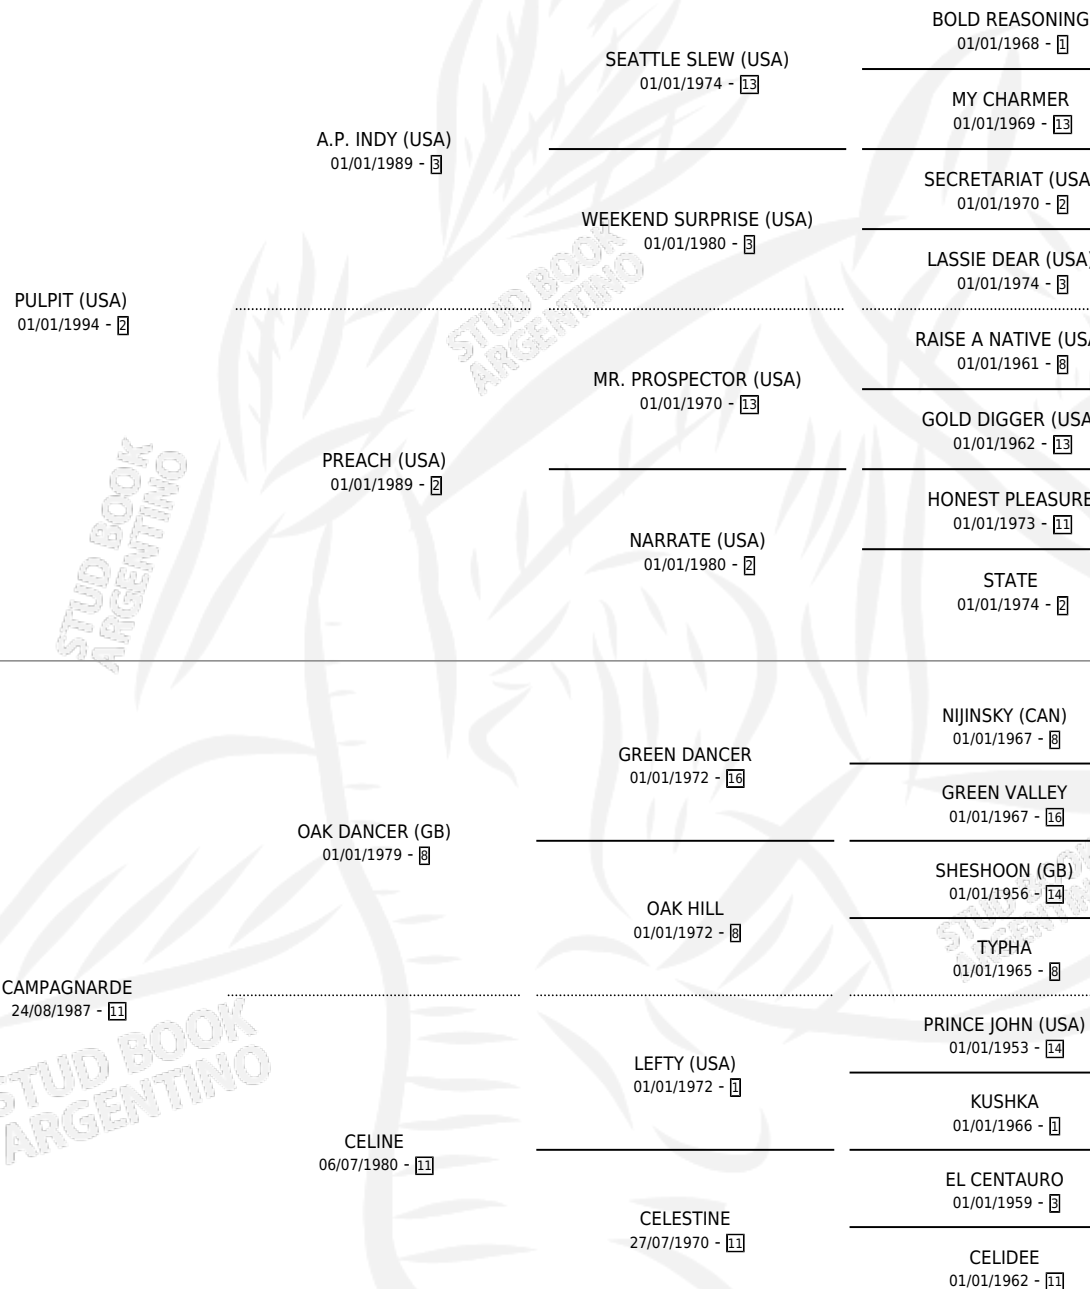 BOLD REASONING
01/01/1968 - 1
SEATTLE SLEW (USA)
01/01/1974 - 13
MY CHARMER
01/01/1969 - 13
A.P. INDY (USA)
01/01/1989 - 3
SECRETARIAT (USA
01/01/1970 - 2
WEEKEND SURPRISE (USA)
01/01/1980 - 3
LASSIE DEAR (USA)
01/01/1974 - 3
STUD BOOK
ARGENTINO
PULPIT (USA)
01/01/1994 - 2
RAISE A NATIVE (USA
01/01/1961 - 8
MR. PROSPECTOR (USA)
01/01/1970 - 13
GOLD DIGGER (USA
01/01/1962 - 13
PREACH (USA)
01/01/1989 - 2
STUD BOOK
ARGENTINO
HONEST PLEASURE
01/01/1973 - 11
NARRATE (USA)
01/01/1980 - 2
STATE
01/01/1974 - 2
NIJINSKY (CAN)
01/01/1967 - 8
GREEN DANCER
01/01/1972 - 16
GREEN VALLEY
01/01/1967 - 16
OAK DANCER (GB)
01/01/1979 - 8
SHESHOON (GB)
01/01/1956 - 14
OAK HILL
01/01/1972 - 8
TYPHA
01/01/1965 - 8
CAMPAGNARDE
24/08/1987 - 11
STUD BOOK
ARGENTINO
PRINCE JOHN (USA)
01/01/1953 - 14
LEFTY (USA)
01/01/1972 - 1
KUSHKA
01/01/1966 - 1
CELINE
06/07/1980 - 11
EL CENTAURO
01/01/1959 - 3
CELESTINE
27/07/1970 - 11
CELIDEE
01/01/1962 - 11